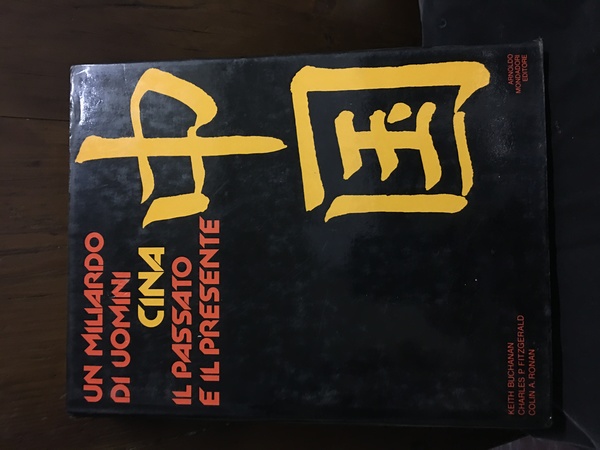 UN MILIARDO
DI UOMINI
CINA
IL PASSATO
E IL PRESENTE
中
国
KEITH BUCHANAN
CHARLES P. FITZGERALD
COLIN A. RONAN
ARNOLDO
MONDADORI
EDITORE